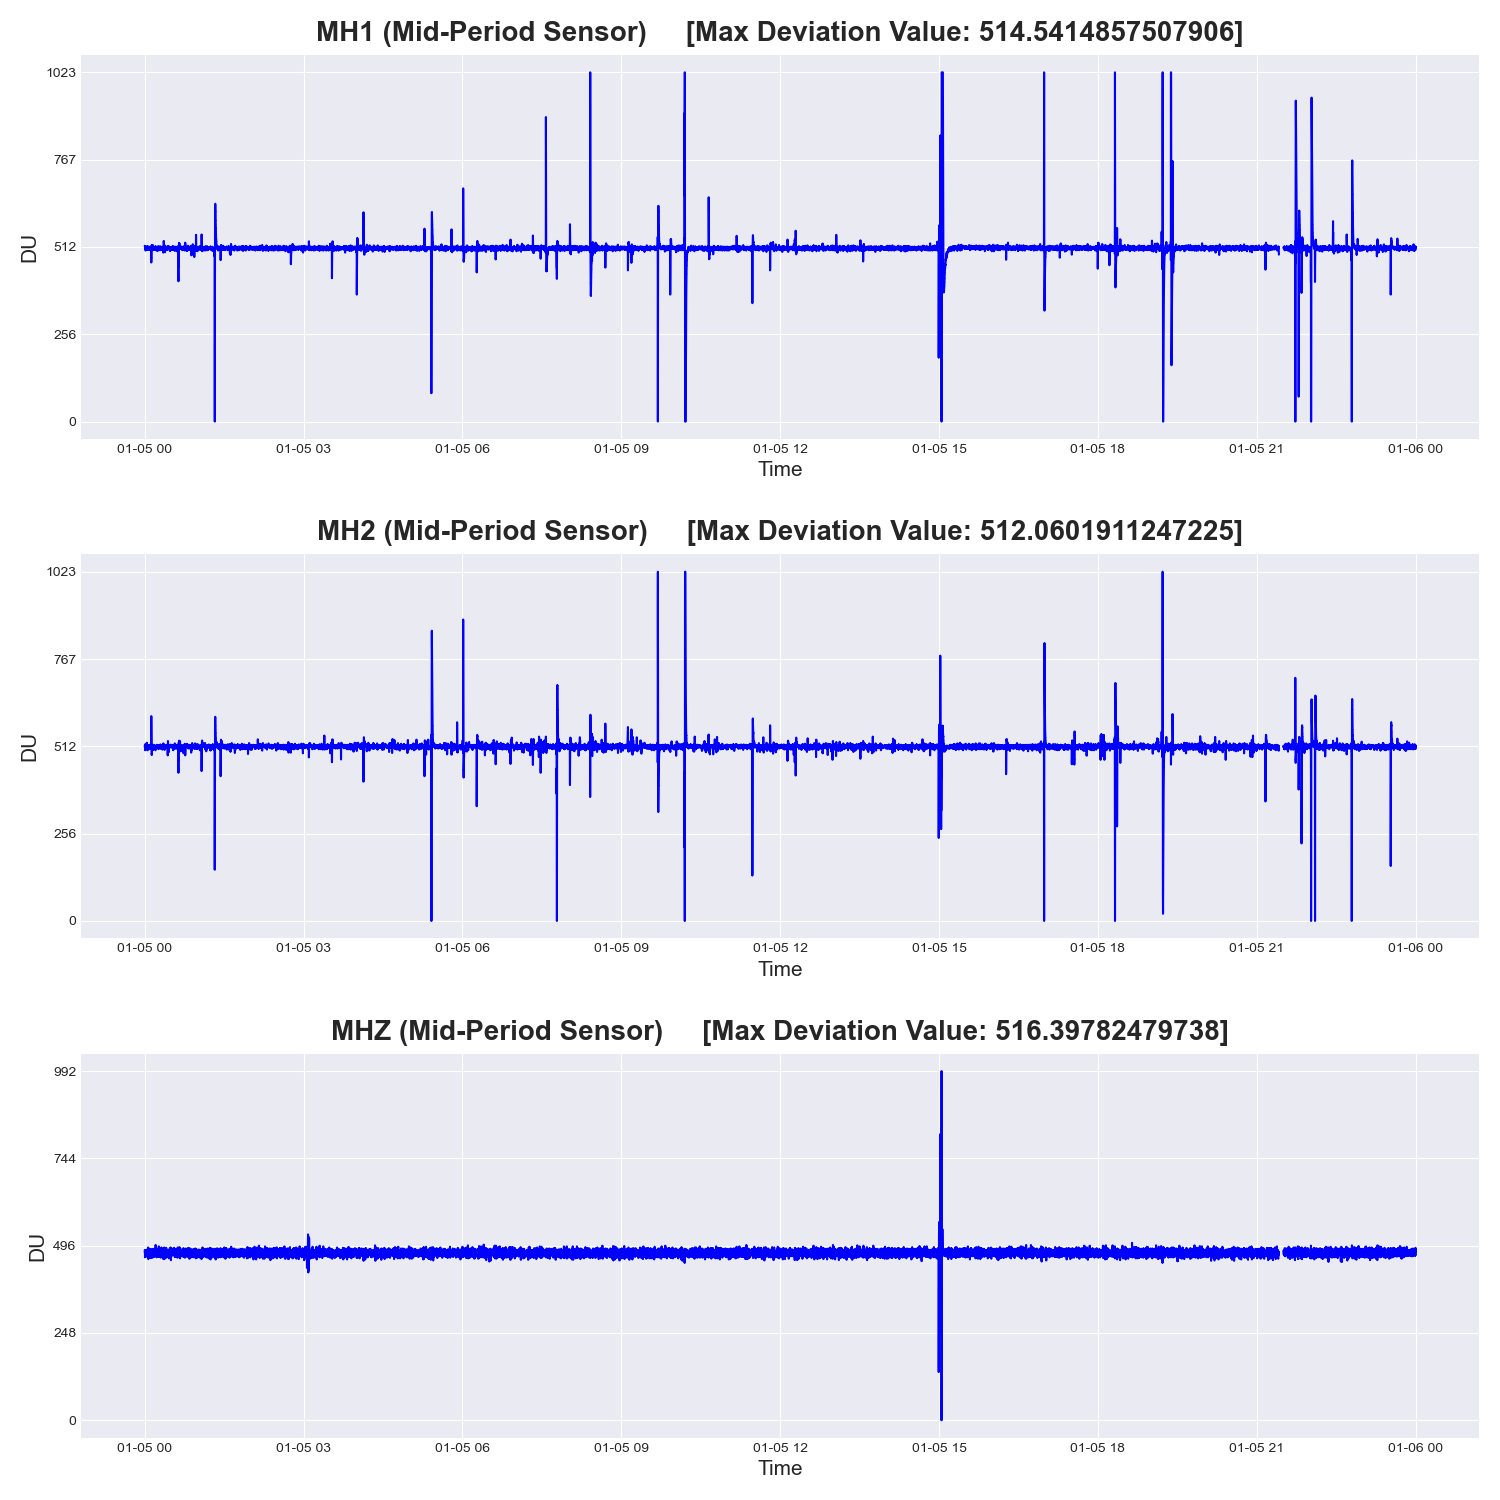 MH1 (Mid-Period Sensor) [Max Deviation Value: 514.5414857507906]
1023
767
512
256
0
DU
01-05 00 01-05 03 01-05 06 01-05 09 01-05 12 01-05 15 01-05 18 01-05 21 01-06 00
Time
MH2 (Mid-Period Sensor) [Max Deviation Value: 512.0601911247225]
1023
767
512
256
0
DU
01-05 00 01-05 03 01-05 06 01-05 09 01-05 12 01-05 15 01-05 18 01-05 21 01-06 00
Time
MHZ (Mid-Period Sensor) [Max Deviation Value: 516.39782479738]
992
744
496
248
0
DU
01-05 00 01-05 03 01-05 06 01-05 09 01-05 12 01-05 15 01-05 18 01-05 21 01-06 00
Time